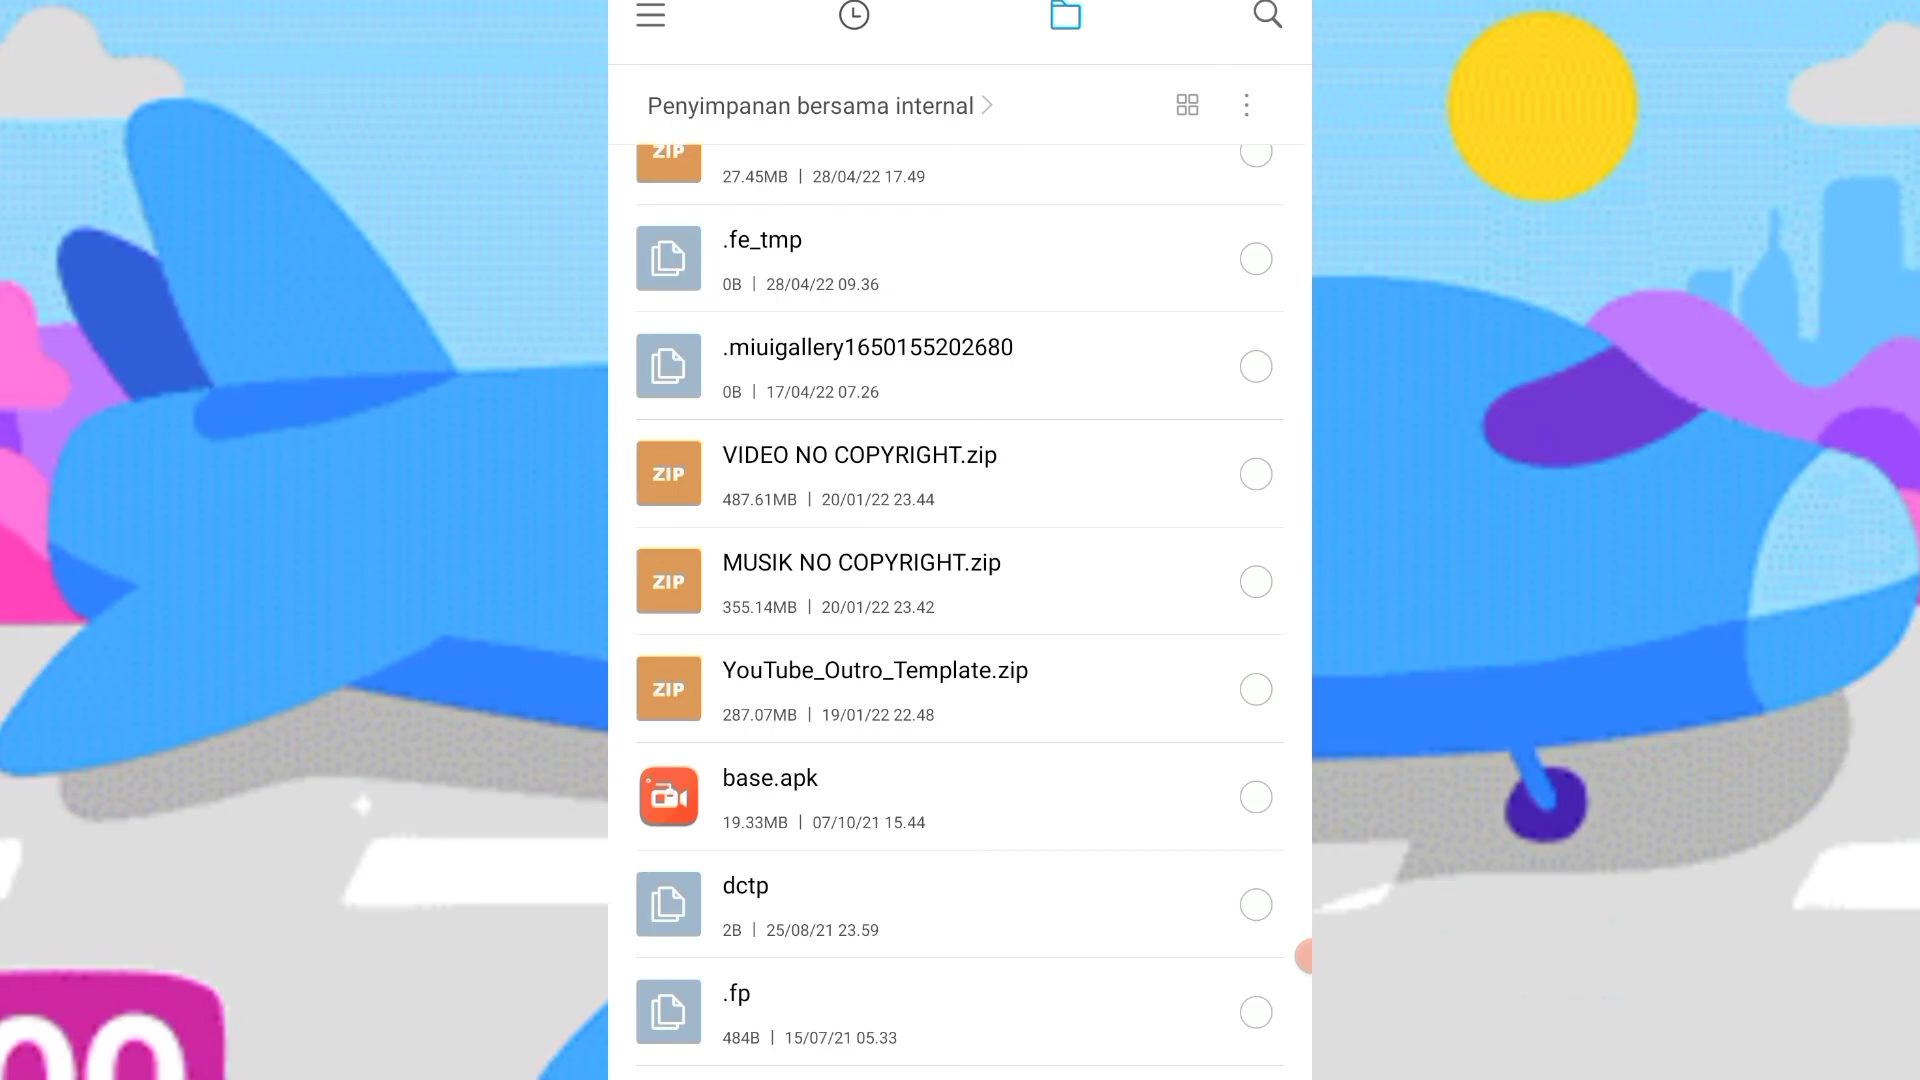 Penyimpanan bersama internal
ZIP
27.45MB | 28/04/22 17.49
.fe_tmp
0B | 28/04/22 09.36
.miuigallery1650155202680
0B | 17/04/22 07.26
ZIP
VIDEO NO COPYRIGHT.zip
487.61MB | 20/01/22 23.44
ZIP
MUSIK NO COPYRIGHT.zip
355.14MB | 20/01/22 23.42
ZIP
YouTube_Outro_Template.zip
287.07MB | 19/01/22 22.48
base.apk
19.33MB | 07/10/21 15.44
dctp
2B | 25/08/21 23.59
.fp
484B | 15/07/21 05.33
00